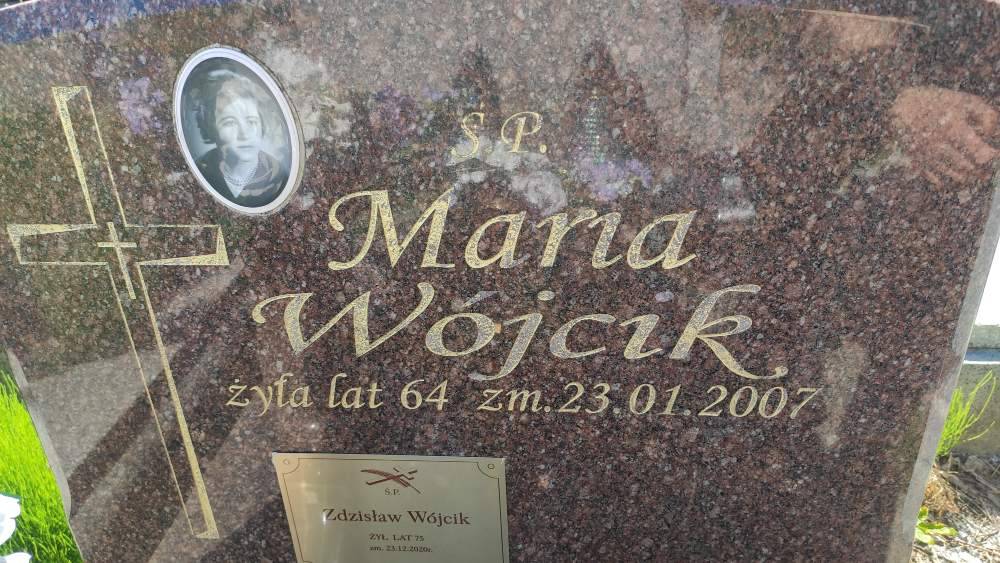 Ś. P.
Maria
Wójcik
żyła lat 64 zm. 23.01.2007
Ś.P.
Zdzisław Wójcik
ŻYŁ. LAT 75
zm. 23.12.2020r.